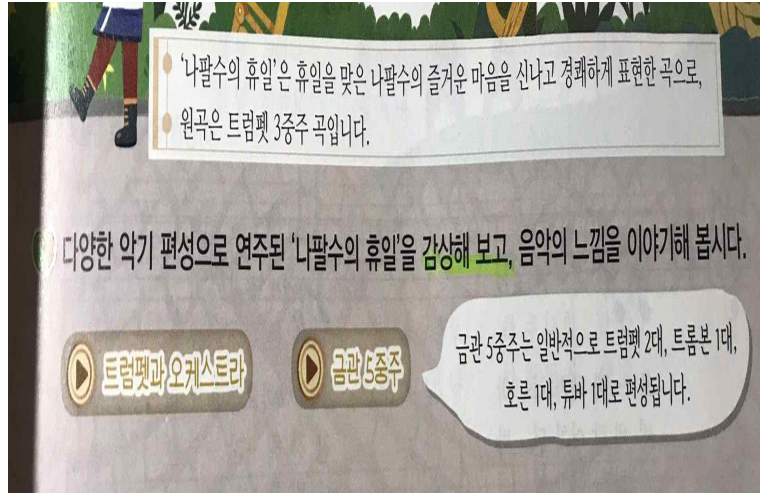 '나팔수의 휴일'은 휴일을 맞은 나팔수의 즐거운 마음을 신나고 경쾌하게 표현한 곡으로,
원곡은 트럼펫 3중주 곡입니다.
다양한 악기 편성으로 연주된 '나팔수의 휴일'을 감상해 보고, 음악의 느낌을 이야기해 봅시다.
트럼펫과 오케스트라
금관 5중주
금관 5중주는 일반적으로 트럼펫 2대, 트롬본 1대,
호른 1대, 튜바 1대로 편성됩니다.